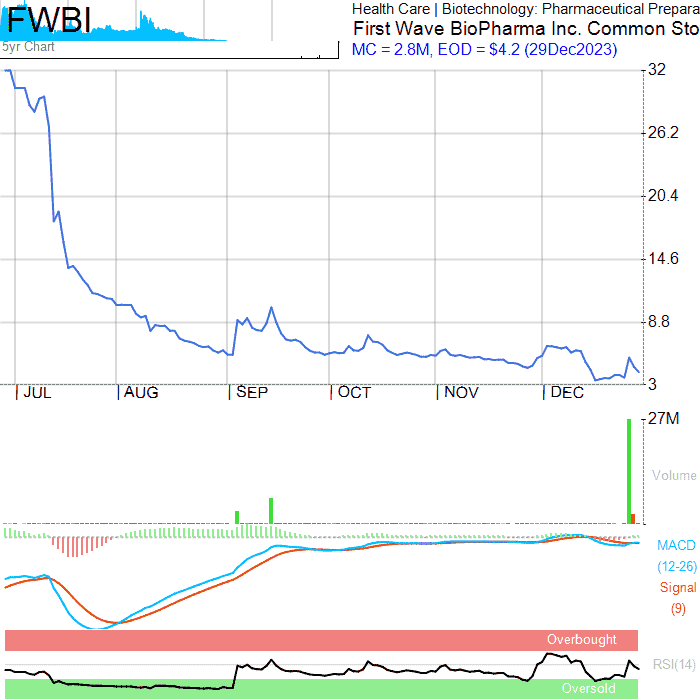 FWBI
5yr Chart
Health Care | Biotechnology: Pharmaceutical Prepara
First Wave BioPharma Inc. Common Sto
MC = 2.8M, EOD = $4.2 (29Dec2023)
32
26.2
20.4
14.6
8.8
3
JUL AUG SEP OCT NOV DEC
27M
Volume
MACD
(12-26)
Signal
(9)
Overbought
RSI(14)
Oversold